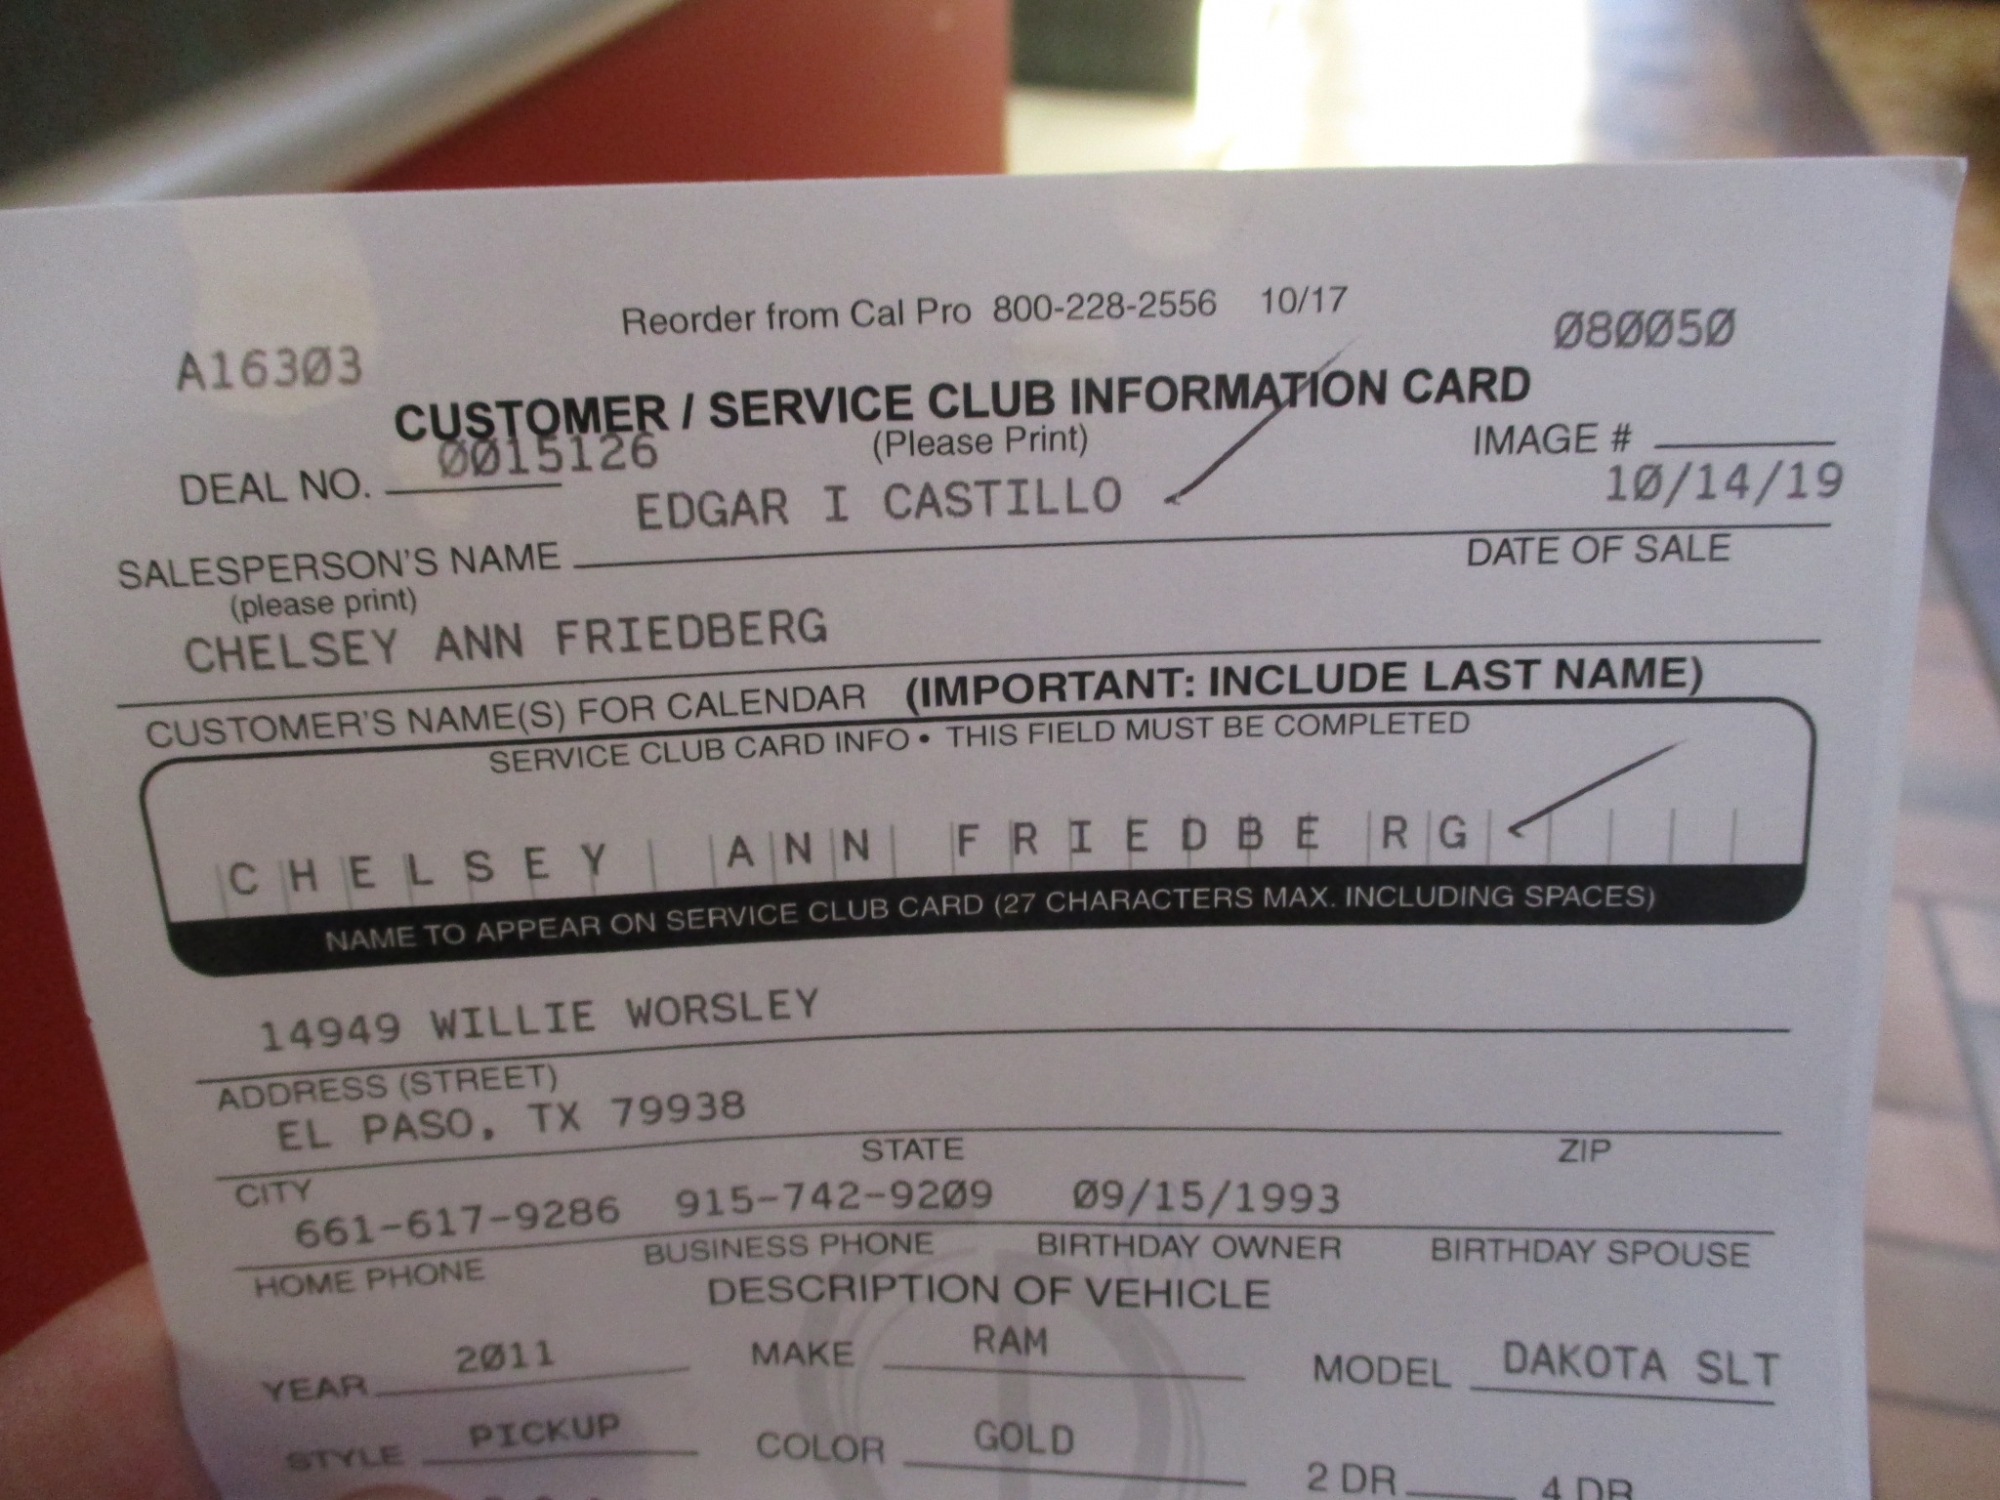 Reorder from Cal Pro 800-228-2556 10/17
A16303 080050
CUSTOMER / SERVICE CLUB INFORMATION CARD
(Please Print)
DEAL NO. 0015126 IMAGE #
EDGAR I CASTILLO 10/14/19
SALESPERSON'S NAME DATE OF SALE
(please print)
CHELSEY ANN FRIEDBERG
CUSTOMER'S NAME(S) FOR CALENDAR (IMPORTANT: INCLUDE LAST NAME)
SERVICE CLUB CARD INFO • THIS FIELD MUST BE COMPLETED
CHELSEY ANN FRIEDBERG
NAME TO APPEAR ON SERVICE CLUB CARD (27 CHARACTERS MAX. INCLUDING SPACES)
14949 WILLIE WORSLEY
ADDRESS (STREET)
EL PASO, TX 79938
CITY STATE ZIP
661-617-9286 915-742-9209 09/15/1993
HOME PHONE BUSINESS PHONE BIRTHDAY OWNER BIRTHDAY SPOUSE
DESCRIPTION OF VEHICLE
YEAR 2011 MAKE RAM MODEL DAKOTA SLT
STYLE PICKUP COLOR GOLD 2 DR 4 DR